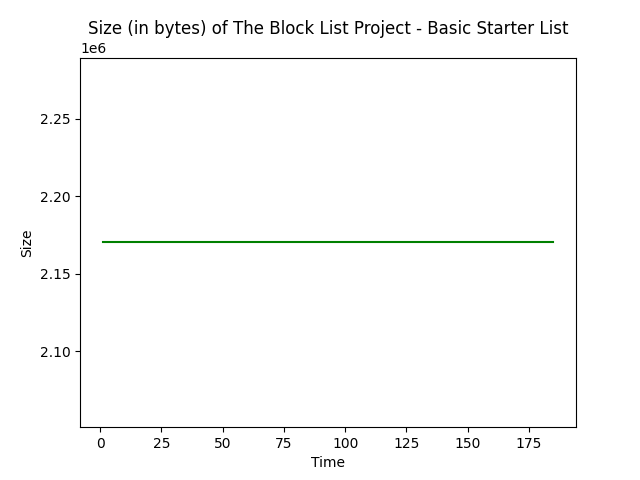 Size (in bytes) of The Block List Project - Basic Starter List
1e6
2.25
2.20
2.15
2.10
Size
0 25 50 75 100 125 150 175
Time